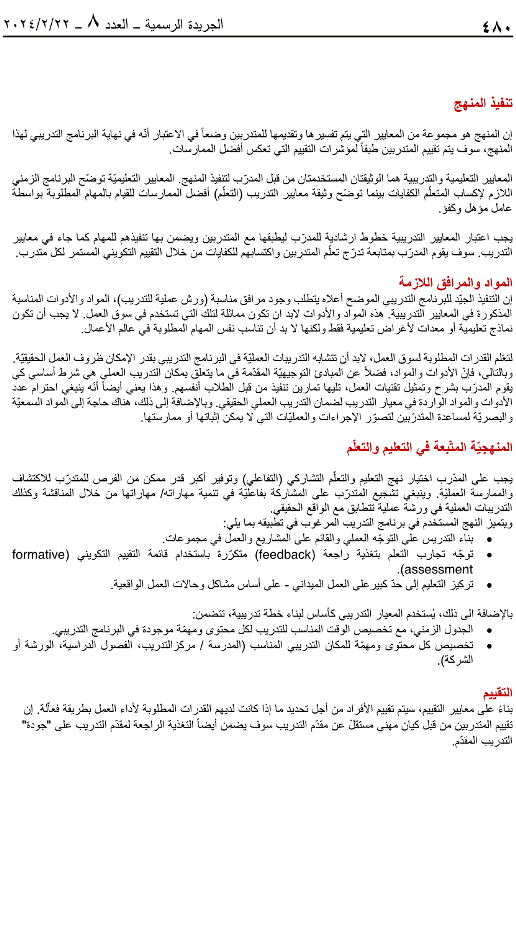 ٤٨٠
الجريدة الرسمية – العدد ٨ – ٢٠٢٤/٢/٢٢
تنفيذ المنهج
إن المنهج هو مجموعة من المعايير التي يتم تفسيرها وتقديمها للمتدربين وضعاً في الاعتبار أنّه في نهاية البرنامج التدريبي لهذا
المنهج، سوف يتم تقييم المتدربين طبقاً لمؤشرات التقييم التي تعكس أفضل الممارسات.
المعايير التعليمية والتدريبية هما الوثيقتان المستخدمتان من قبل المدرّب لتنفيذ المنهج. المعايير التعليميّة توضّح البرنامج الزمني
اللازم لإكساب المتعلّم الكفايات بينما توضّح وثيقة معايير التدريب (التعلّم) أفضل الممارسات للقيام بالمهام المطلوبة بواسطة
عامل مؤهل وكفؤ.
يجب اعتبار المعايير التدريبية خطوط ارشادية للمدرّب ليطبقها مع المتدربين ويضمن بها تنفيذهم للمهام كما جاء في معايير
التدريب. سوف يقوم المدرّب بمتابعة تدرّج تعلّم المتدربين واكتسابهم للكفايات من خلال التقييم التكويني المستمر لكل متدرب.
المواد والمرافق اللازمة
إن التنفيذ الجيّد للبرنامج التدريبي الموضح أعلاه يتطلب وجود مرافق مناسبة (ورش عملية للتدريب)، المواد والأدوات المناسبة
المذكورة في المعايير التدريبية. هذه المواد والأدوات لابد ان تكون مماثلة لتلك التي تستخدم في سوق العمل. لا يجب أن تكون
نماذج تعليمية أو معدات لأغراض تعليمية فقط ولكنها لا بد أن تناسب نفس المهام المطلوبة في عالم الأعمال.
لتعلم القدرات المطلوبة لسوق العمل، لابد أن تتشابه التدريبات العمليّة في البرنامج التدريبي بقدر الإمكان ظروف العمل الحقيقيّة.
وبالتالي، فإنّ الأدوات والمواد، فضلاً عن المبادئ التوجيهيّة المقدّمة في ما يتعلّق بمكان التدريب العملي هي شرط أساسي كي
يقوم المدرّب بشرح وتمثيل تقنيات العمل، تليها تمارين تنفيذ من قبل الطلاب أنفسهم. وهذا يعني أيضاً أنّه ينبغي احترام عدد
الأدوات والمواد الواردة في معيار التدريب لضمان التدريب العملي الحقيقي. وبالإضافة إلى ذلك، هناك حاجة إلى المواد السمعيّة
والبصريّة لمساعدة المتدرّبين لتصوّر الإجراءات والعمليّات التي لا يمكن إثباتها أو ممارستها.
المنهجيّة المتّبعة في التعليم والتعلّم
يجب على المدّرب اختيار نهج التعليم والتعلّم التشاركي (التفاعلي) وتوفير أكبر قدر ممكن من الفرص للمتدرّب للاكتشاف
والممارسة العمليّة. وينبغي تشجيع المتدرّب على المشاركة بفاعليّة في تنمية مهاراته/ مهاراتها من خلال المناقشة وكذلك
التدريبات العملية في ورشة عملية تتطابق مع الواقع الحقيقي.
ويتميز النهج المستخدم في برنامج التدريب المرغوب في تطبيقه بما يلي:
• بناء التدريس على التوجّه العملي والقائم على المشاريع والعمل في مجموعات.
• توجّه تجارب التعلم بتغذية راجعة (feedback) متكرّرة باستخدام قائمة التقييم التكويني (formative
assessment).
• تركيز التعليم إلى حدّ كبيرعلى العمل الميداني - على أساس مشاكل وحالات العمل الواقعية.
بالإضافة الى ذلك، يُستخدم المعيار التدريبي كأساس لبناء خطة تدريبية، تتضمن:
• الجدول الزمني، مع تخصيص الوقت المناسب للتدريب لكل محتوى ومهمّة موجودة في البرنامج التدريبي.
• تخصيص كل محتوى ومهمّة للمكان التدريبي المناسب (المدرسة / مركزالتدريب، الفصول الدراسية، الورشة أو
الشركة).
التقييم
بناءً على معايير التقييم، سيتم تقييم الأفراد من أجل تحديد ما إذا كانت لديهم القدرات المطلوبة لأداء العمل بطريقة فعالّة. إن
تقييم المتدربين من قبل كيان مهني مستقلّ عن مقدّم التدريب سوف يضمن أيضاً التغذية الراجعة لمقدّم التدريب على "جودة"
التدريب المقدّم.